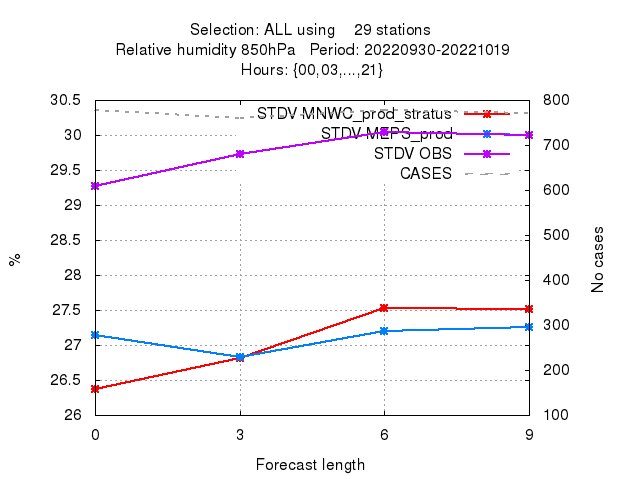 Selection: ALL using    29 stations
Relative humidity 850hPa   Period: 20220930-20221019
Hours: {00,03,...,21}
STDV MNWC_prod_stratus
STDV MEPS_prod
STDV OBS
CASES
30.5
30
29.5
29
28.5
28
27.5
27
26.5
26
%
800
700
600
500
400
300
200
100
No cases
0 3 6 9
Forecast length